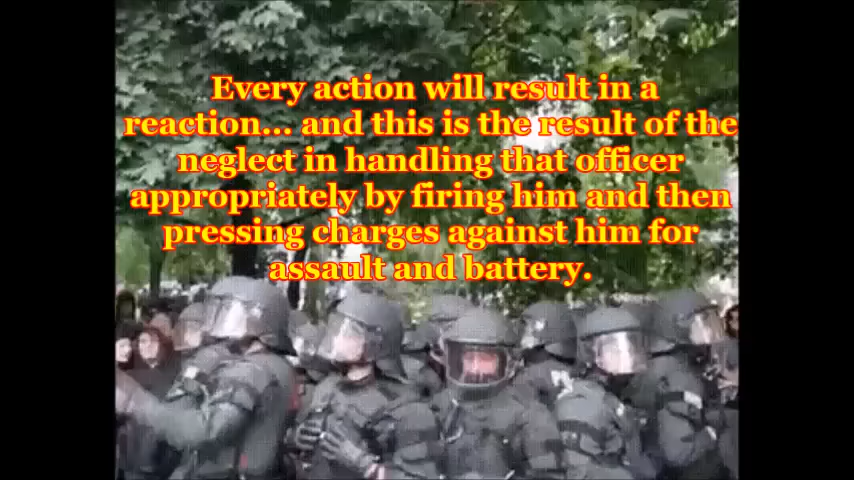 Every action will result in a
reaction... and this is the result of the
neglect in handling that officer
appropriately by firing him and then
pressing charges against him for
assault and battery.